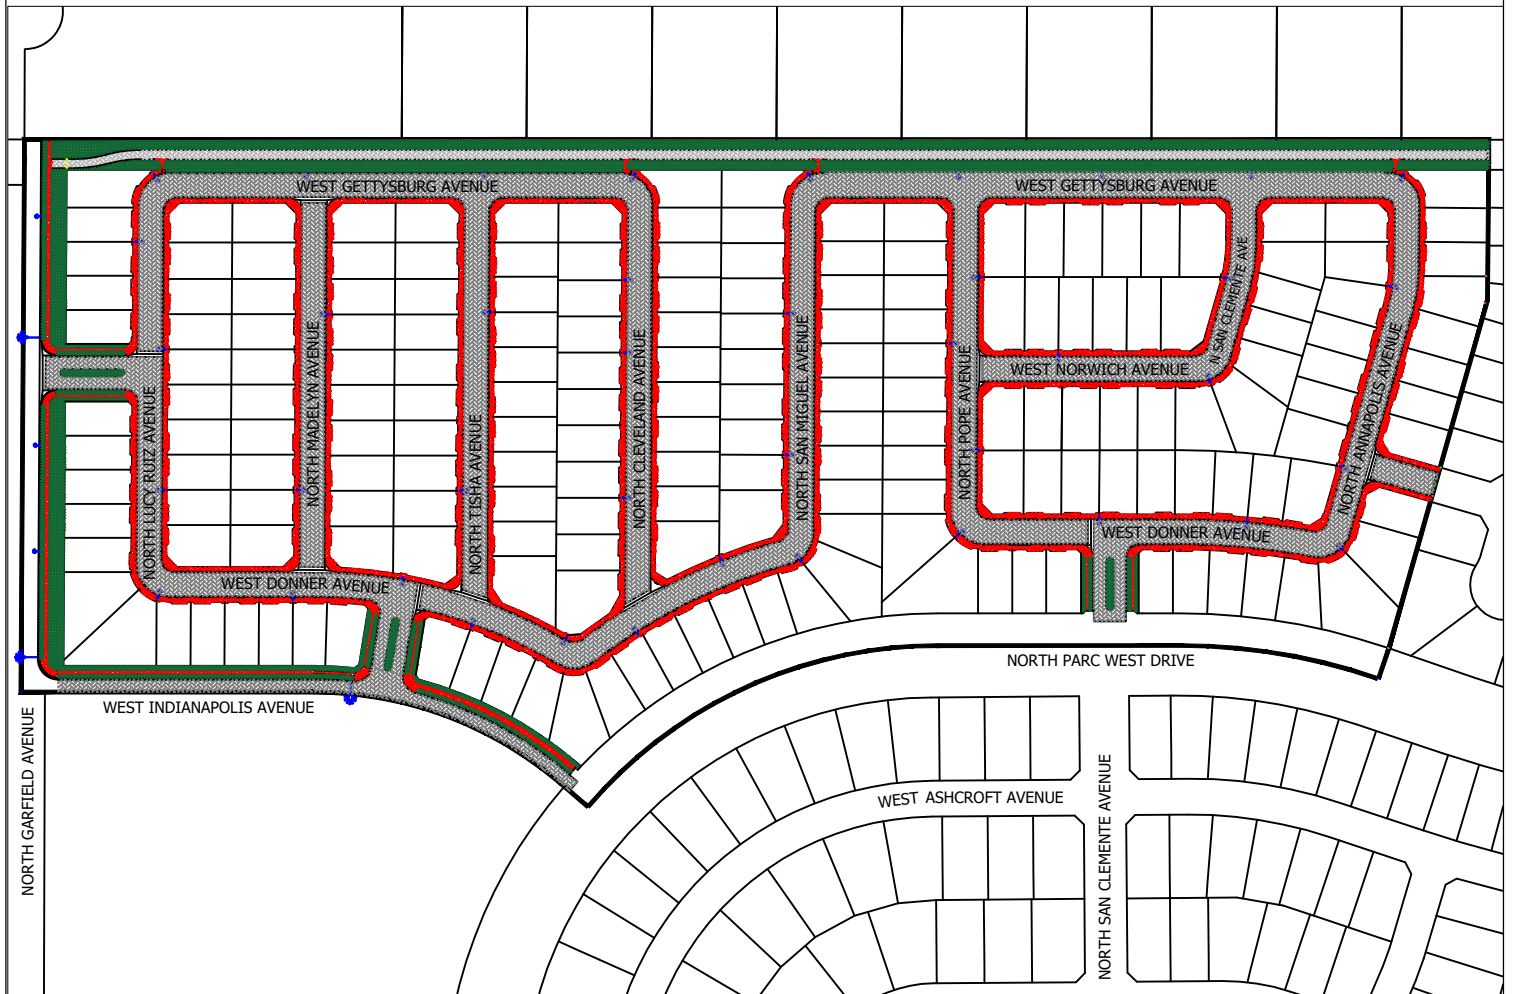 WEST GETTYSBURG AVENUE
WEST GETTYSBURG AVENUE
N SAN CLEMENTE AVE
NORTH LUCY RUIZ AVENUE
NORTH MADELYN AVENUE
NORTH TISHA AVENUE
NORTH CLEVELAND AVENUE
NORTH SAN MIGUEL AVENUE
NORTH POPE AVENUE
WEST NORWICH AVENUE
NORTH ANNAPOLIS AVENUE
WEST DONNER AVENUE
WEST DONNER AVENUE
NORTH PARC WEST DRIVE
WEST INDIANAPOLIS AVENUE
NORTH GARFIELD AVENUE
WEST ASHCROFT AVENUE
NORTH SAN CLEMENTE AVENUE